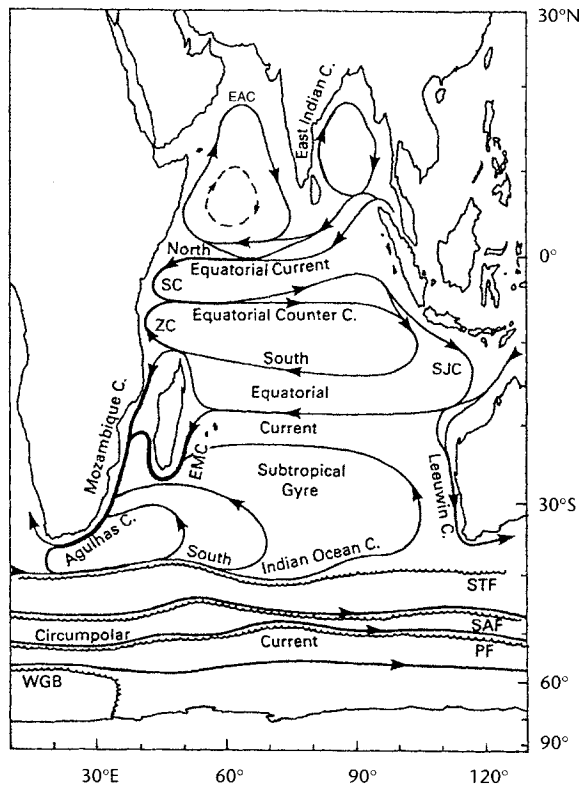 30°N
EAC
East Indian C.
North
0°
Equatorial Current
SC
Equatorial Counter C.
ZC
South
SJC
Equatorial
Current
Mozambique C.
EMC
Subtropical
Gyre
Leeuwin C.
30°S
Agulhas C.
South
Indian Ocean C.
STF
SAF
Circumpolar
Current
PF
WGB
60°
90°
30°E
60°
90°
120°